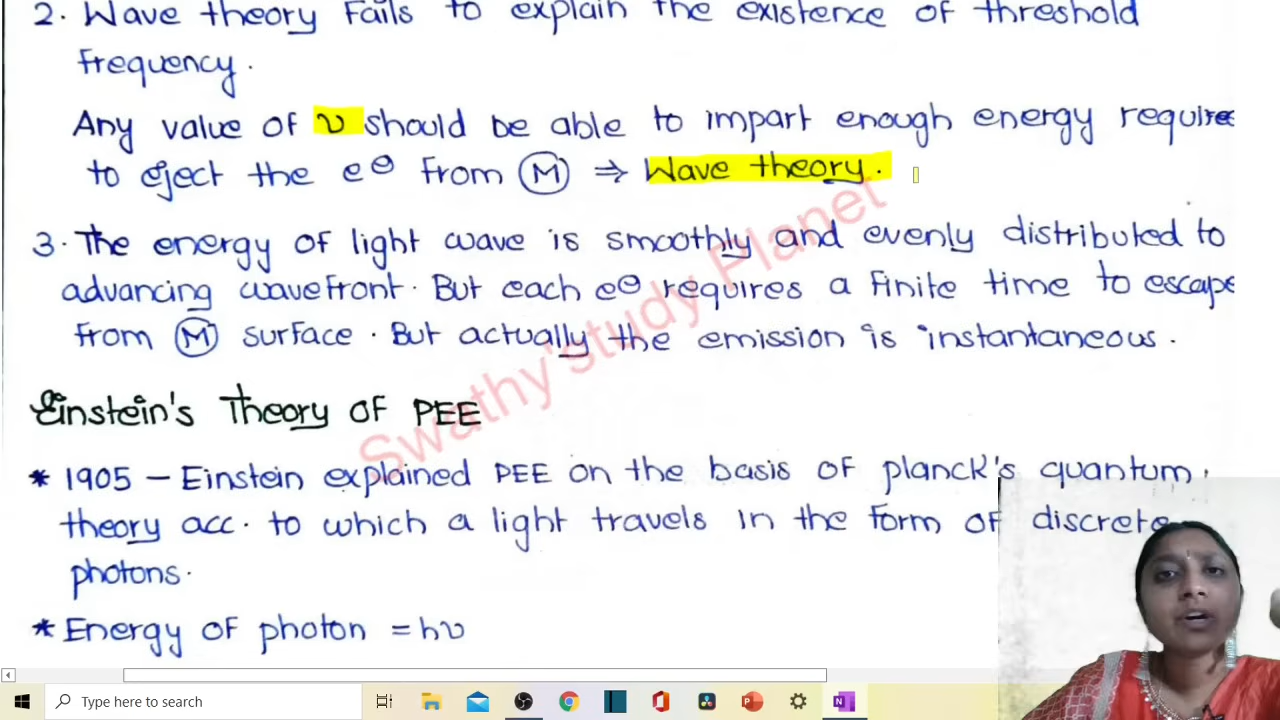 2. Wave theory Fails to explain the existence of threshold
frequency.
Any value of ν should be able to impart enough energy require
to eject the e⊖ from Ⓜ ⇒ Wave theory.
3. The energy of light wave is smoothly and evenly distributed to
advancing wavefront. But each e⊖ requires a finite time to escape
from Ⓜ surface. But actually the emission is instantaneous.
Swathy'study Planet
Einstein's Theory OF PEE
* 1905 – Einstein explained PEE on the basis of planck's quantum
theory acc. to which a light travels in the form of discrete
photons.
* Energy of photon = hν
Type here to search